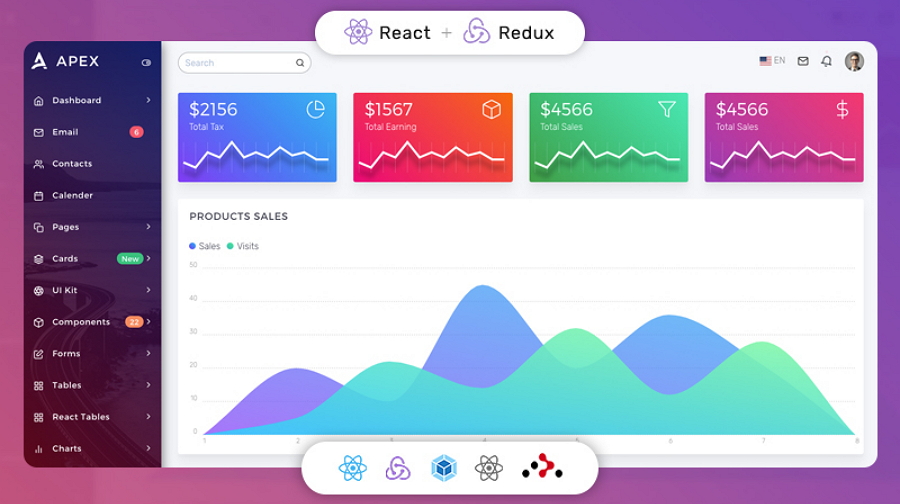 React + Redux
APEX
Search
EN
Dashboard
Email 6
Contacts
Calender
Pages
Cards New
UI Kit
Components 22
Forms
Tables
React Tables
Charts
$2156
Total Tax
$1567
Total Earning
$4566
Total Sales
$4566
Total Sales
PRODUCTS SALES
Sales Visits
50
40
30
20
10
0
1 2 3 4 5 6 7 8